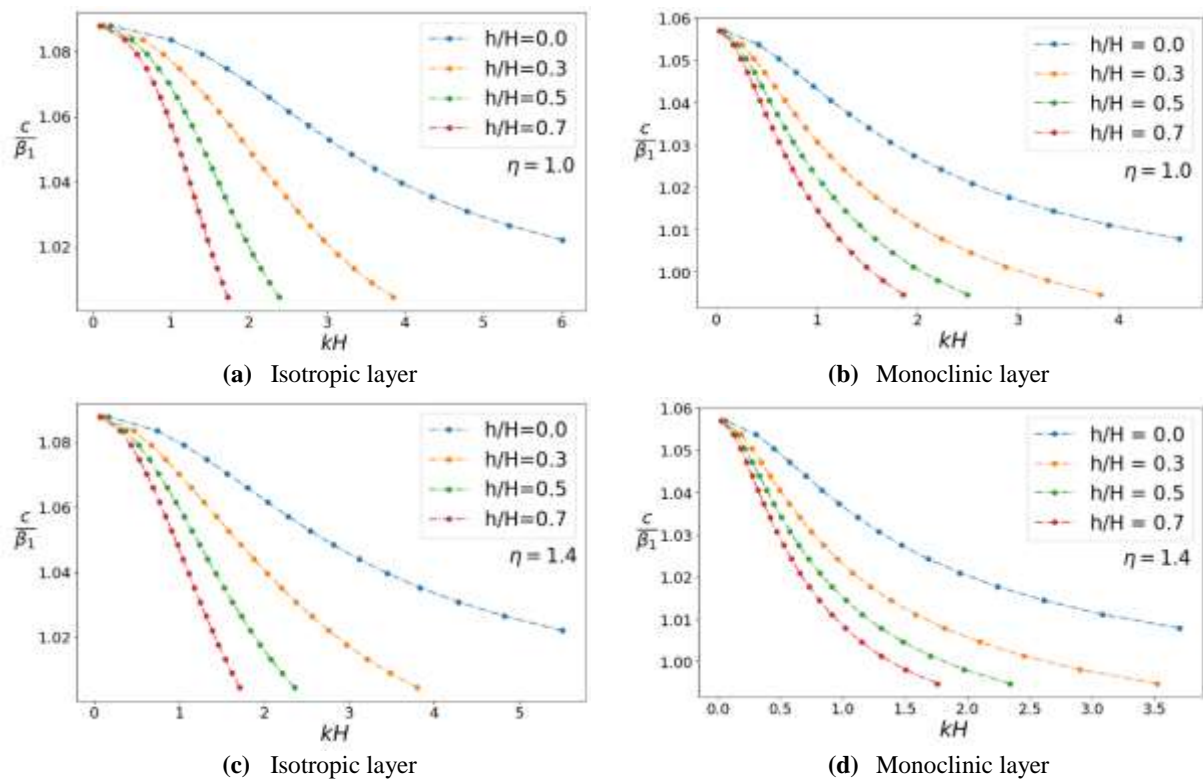 1.08
1.06
1.04
1.02
c/β₁
h/H=0.0
h/H=0.3
h/H=0.5
h/H=0.7
η = 1.0
0 1 2 3 4 5 6
kH
(a) Isotropic layer
1.06
1.05
1.04
1.03
1.02
1.01
1.00
c/β₁
h/H = 0.0
h/H = 0.3
h/H = 0.5
h/H = 0.7
η = 1.0
0 1 2 3 4
kH
(b) Monoclinic layer
1.08
1.06
1.04
1.02
c/β₁
h/H=0.0
h/H=0.3
h/H=0.5
h/H=0.7
η = 1.4
0 1 2 3 4 5
kH
(c) Isotropic layer
1.06
1.05
1.04
1.03
1.02
1.01
1.00
c/β₁
h/H = 0.0
h/H = 0.3
h/H = 0.5
h/H = 0.7
η = 1.4
0.0 0.5 1.0 1.5 2.0 2.5 3.0 3.5
kH
(d) Monoclinic layer